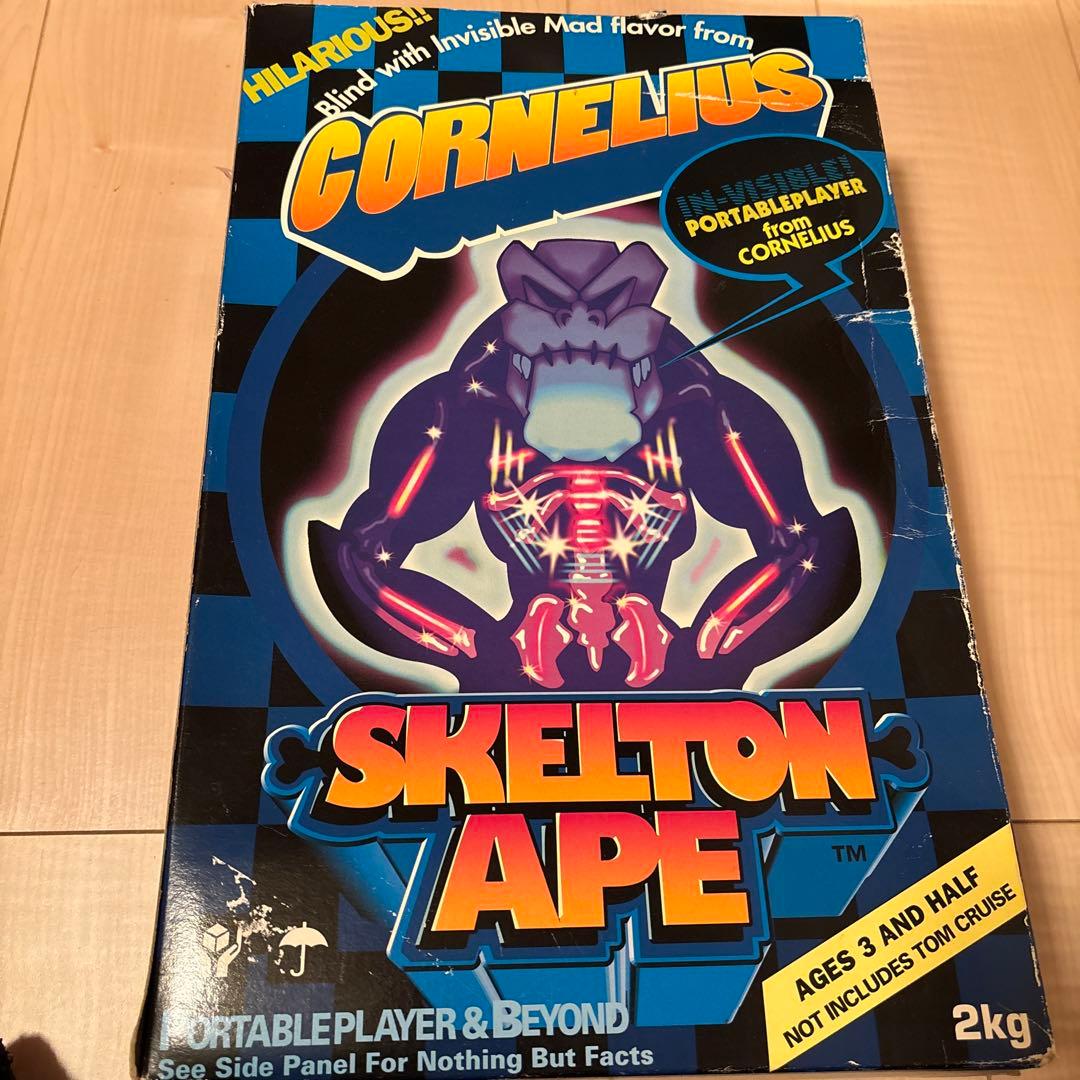 HILARIOUS!!
Blind with Invisible Mad flavor from
CORNELIUS
IN-VISIBLE!
PORTABLEPLAYER
from
CORNELIUS
SKELTON
APE
TM
AGES 3 AND HALF
NOT INCLUDES TOM CRUISE
PORTABLEPLAYER & BEYOND
See Side Panel For Nothing But Facts
2kg